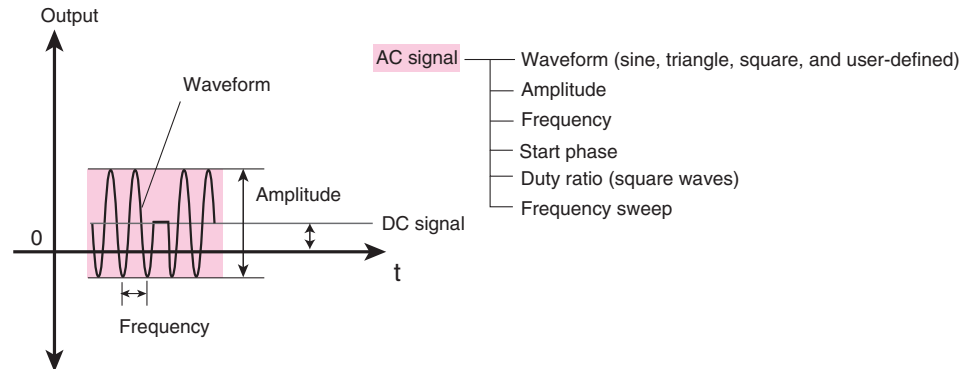 Output
AC signal
Waveform (sine, triangle, square, and user-defined)
Waveform
Amplitude
Frequency
Start phase
Duty ratio (square waves)
Amplitude
Frequency sweep
DC signal
0
t
Frequency